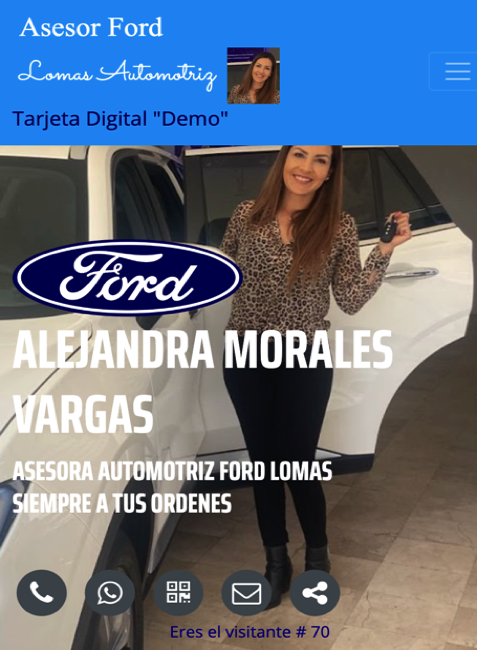 Asesor Ford
Lomas Automotriz
Tarjeta Digital "Demo"
Ford
ALEJANDRA MORALES
VARGAS
ASESORA AUTOMOTRIZ FORD LOMAS
SIEMPRE A TUS ORDENES
Eres el visitante # 70